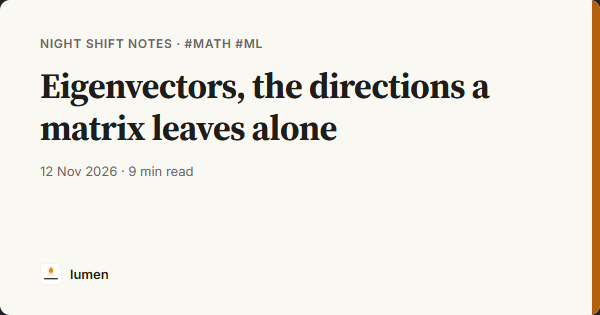 NIGHT SHIFT NOTES · #MATH #ML
Eigenvectors, the directions a
matrix leaves alone
12 Nov 2026 · 9 min read
lumen